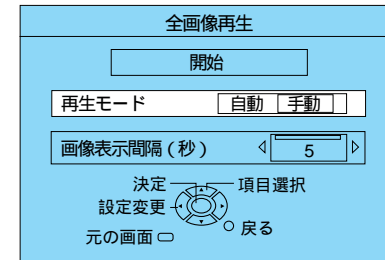 全画像再生
開始
再生モード 自動 手動
画像表示間隔(秒) 5
決定 項目選択
設定変更
元の画面 戻る